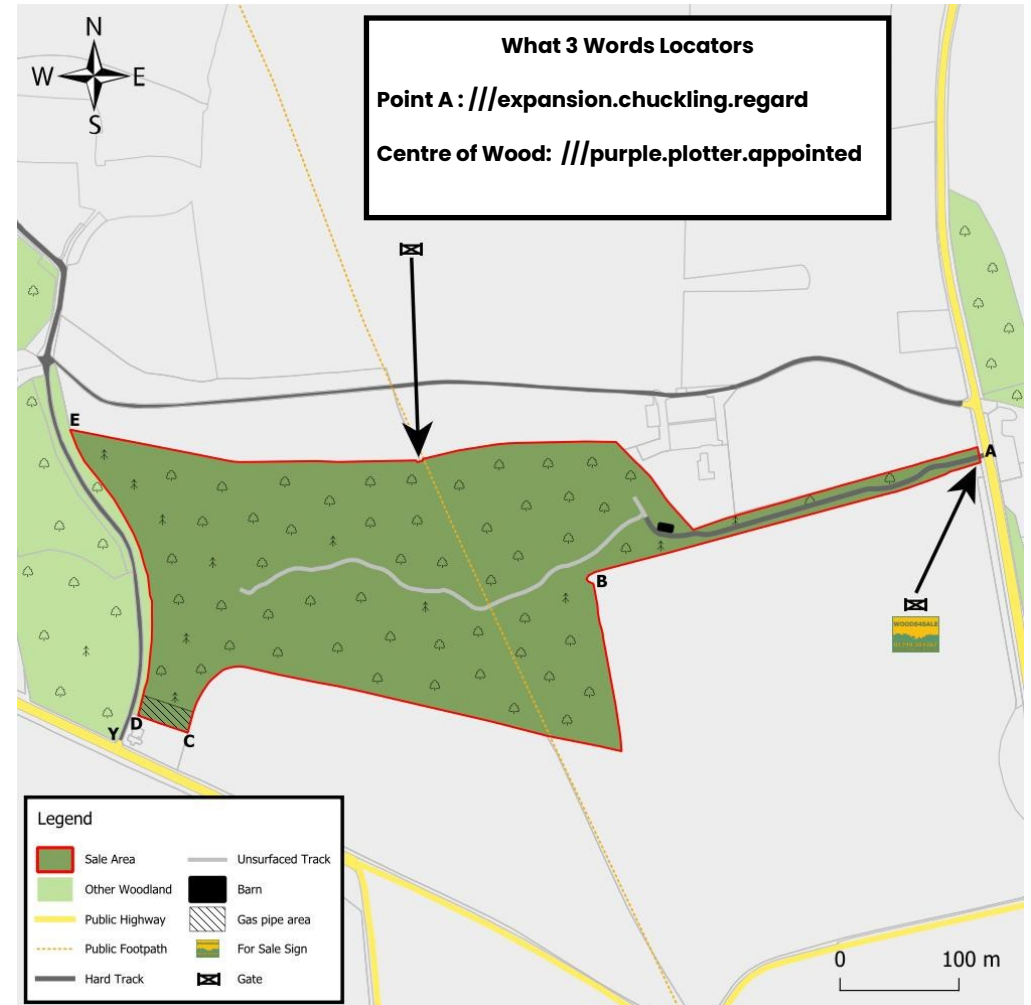 N
W E
S
What 3 Words Locators
Point A : ///expansion.chuckling.regard
Centre of Wood: ///purple.plotter.appointed
E
A
B
WOODS4SALE
D
C
Y
Legend
Sale Area
Unsurfaced Track
Other Woodland
Barn
Public Highway
Gas pipe area
Public Footpath
For Sale Sign
Hard Track
Gate
0 100 m